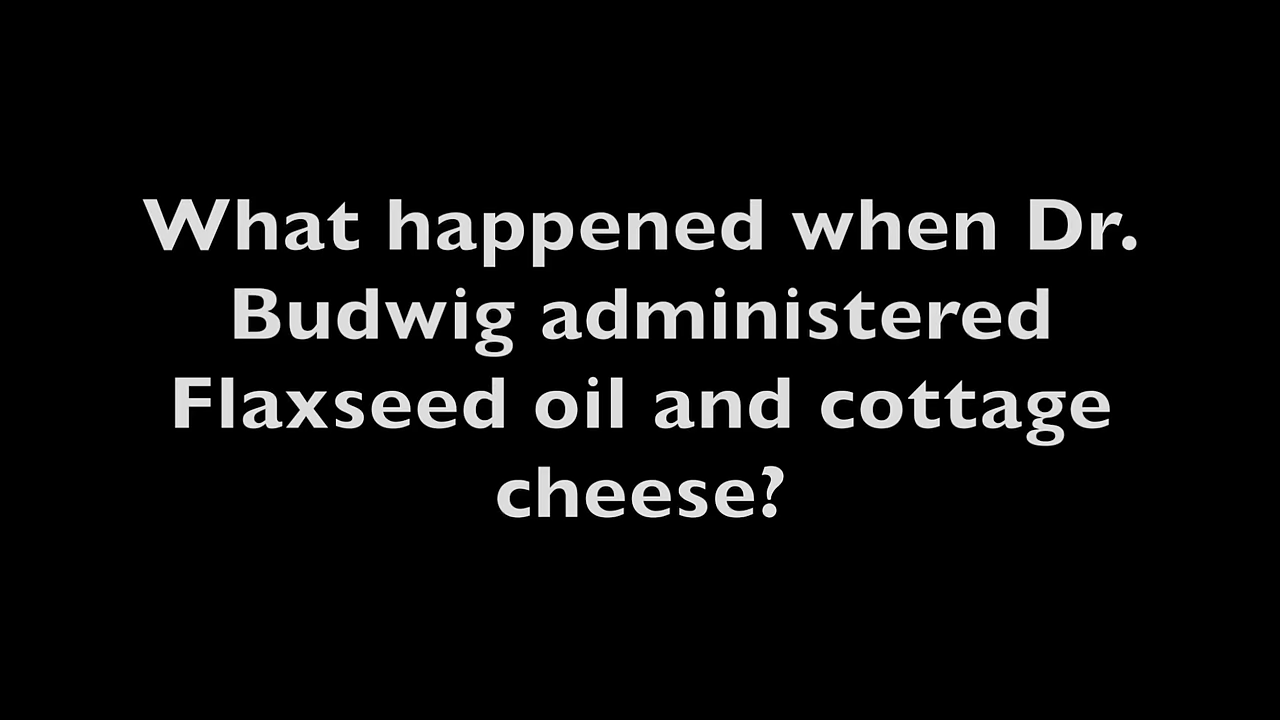 What happened when Dr.
Budwig administered
Flaxseed oil and cottage
cheese?